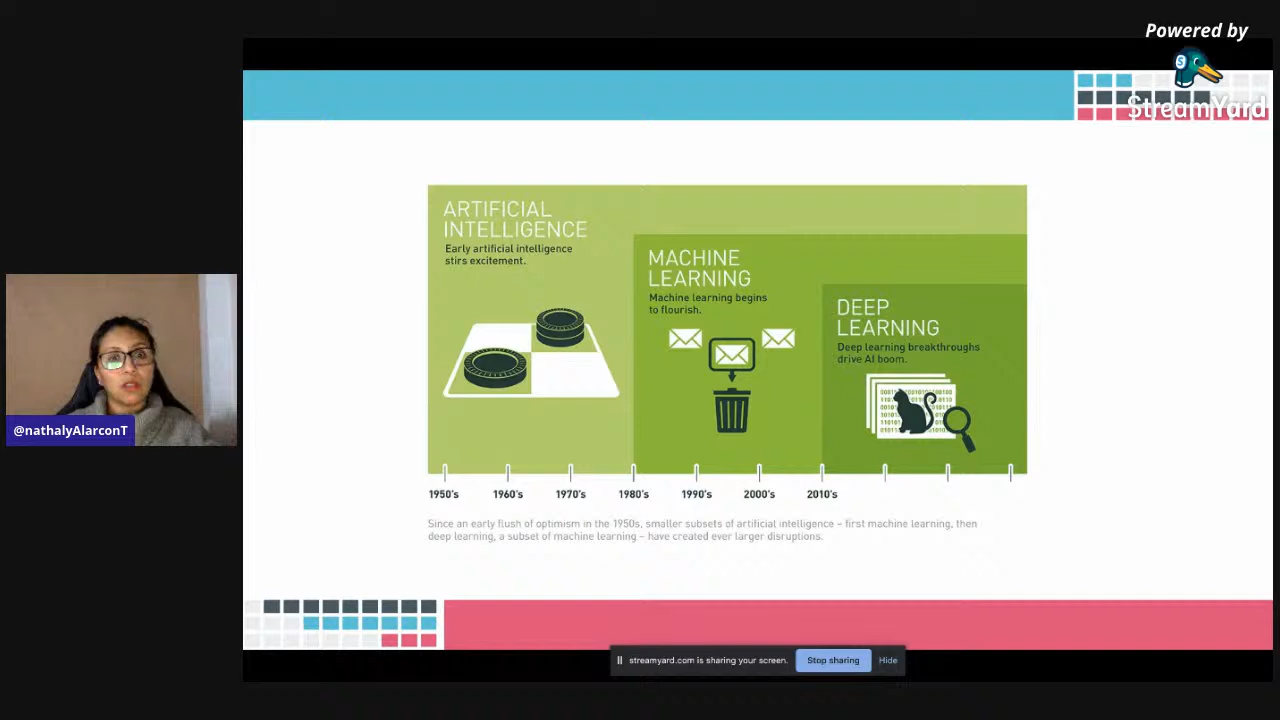 Powered by
StreamYard
ARTIFICIAL
INTELLIGENCE
Early artificial intelligence
stirs excitement.
MACHINE
LEARNING
Machine learning begins
to flourish.
DEEP
LEARNING
Deep learning breakthroughs
drive AI boom.
1950's 1960's 1970's 1980's 1990's 2000's 2010's
Since an early flush of optimism in the 1950s, smaller subsets of artificial intelligence – first machine learning, then
deep learning, a subset of machine learning – have created ever larger disruptions.
@nathalyAlarconT
streamyard.com is sharing your screen. Stop sharing Hide